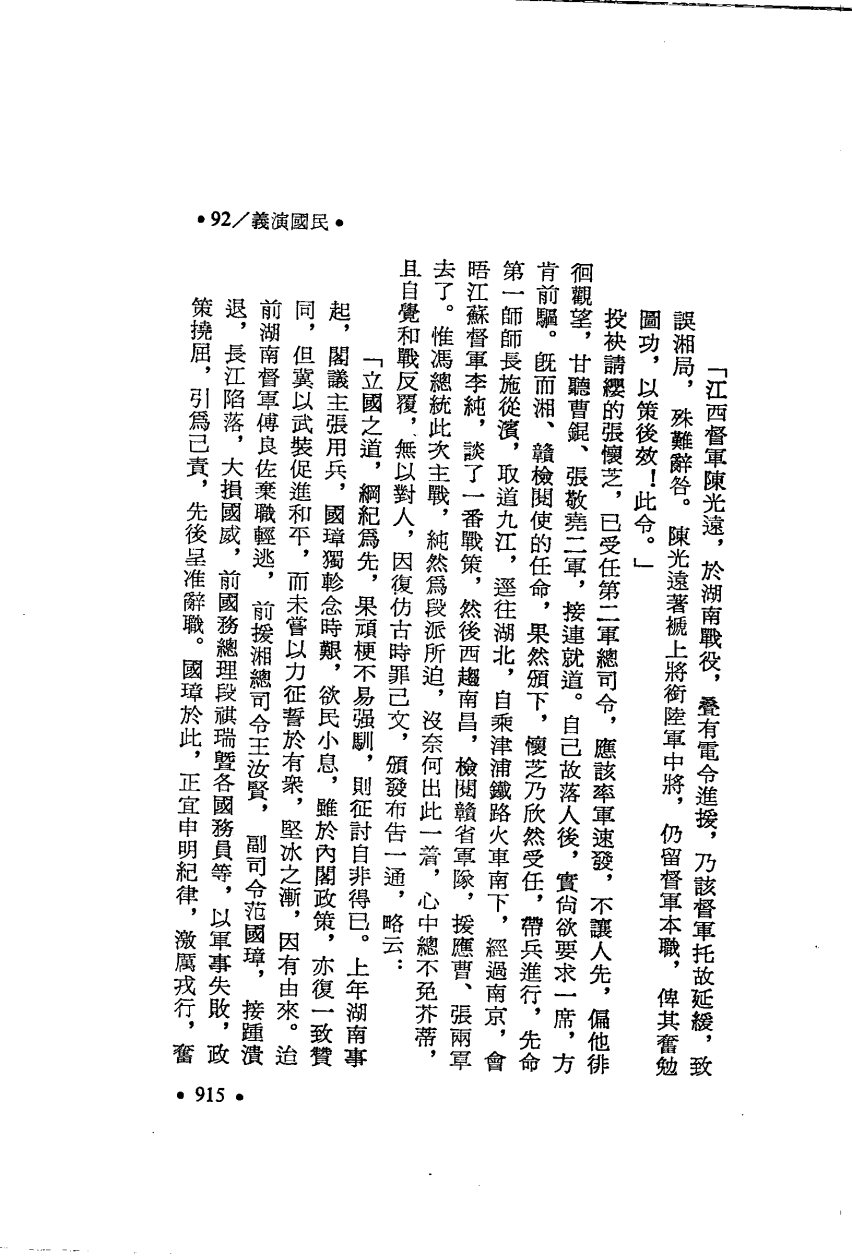 •92／義演國民•
「江西督軍陳光遠，於湖南戰役，疊有電令進援，乃該督軍托故延緩，致
誤湘局，殊難辭咎。陳光遠著褫上將銜陸軍中將，仍留督軍本職，俾其奮勉
圖功，以策後效！此令。」
投袂請纓的張懷芝，已受任第二軍總司令，應該率軍速發，不讓人先，偏他徘
徊觀望，甘聽曹錕、張敬堯二軍，接連就道。自己故落人後，實尙欲要求一席，方
肯前驅。旣而湘、贛檢閱使的任命，果然頒下，懷芝乃欣然受任，帶兵進行，先命
第一師師長施從濱，取道九江，逕往湖北，自乘津浦鐵路火車南下，經過南京，會
晤江蘇督軍李純，談了一番戰策，然後西趨南昌，檢閱贛省軍隊，援應曹、張兩軍
去了。惟馮總統此次主戰，純然爲段派所迫，沒奈何出此一着，心中總不免芥蒂，
且自覺和戰反覆，無以對人，因復仿古時罪己文，頒發布告一通，略云：
「立國之道，綱紀爲先，果頑梗不易强馴，則征討自非得已。上年湖南事
起，閣議主張用兵，國璋獨軫念時艱，欲民小息，雖於內閣政策，亦復一致贊
同，但冀以武裝促進和平，而未嘗以力征誓於有衆，堅冰之漸，因有由來。迨
前湖南督軍傅良佐棄職輕逃，前援湘總司令王汝賢，副司令范國璋，接踵潰
退，長江陷落，大損國威，前國務總理段祺瑞曁各國務員等，以軍事失敗，政
策撓屈，引爲己責，先後呈准辭職。國璋於此，正宜申明紀律，激厲戎行，奮
•915•